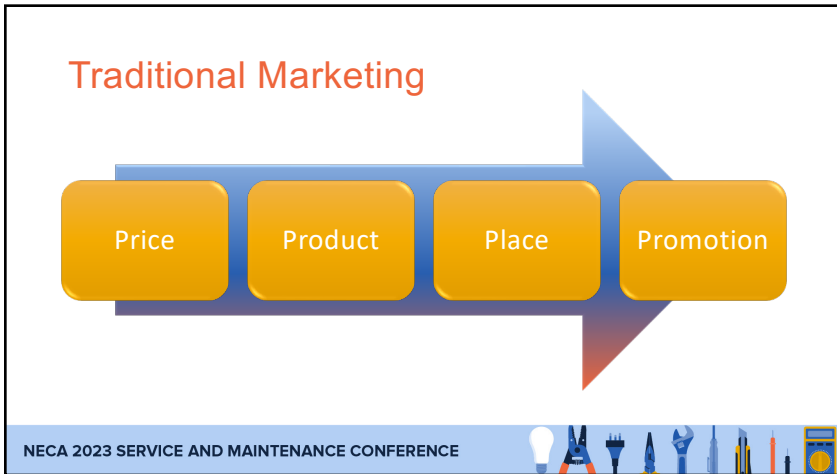 Traditional Marketing
Price
Product
Place
Promotion
NECA 2023 SERVICE AND MAINTENANCE CONFERENCE